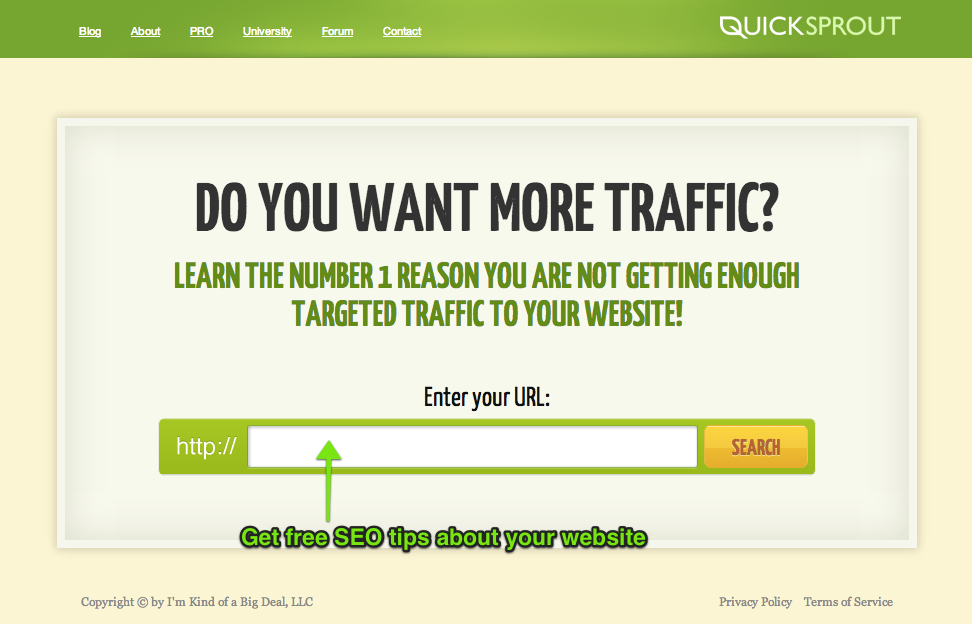 Blog About PRO University Forum Contact QUICKSPROUT
DO YOU WANT MORE TRAFFIC?
LEARN THE NUMBER 1 REASON YOU ARE NOT GETTING ENOUGH
TARGETED TRAFFIC TO YOUR WEBSITE!
Enter your URL:
http:// SEARCH
Get free SEO tips about your website
Copyright © by I'm Kind of a Big Deal, LLC Privacy Policy Terms of Service